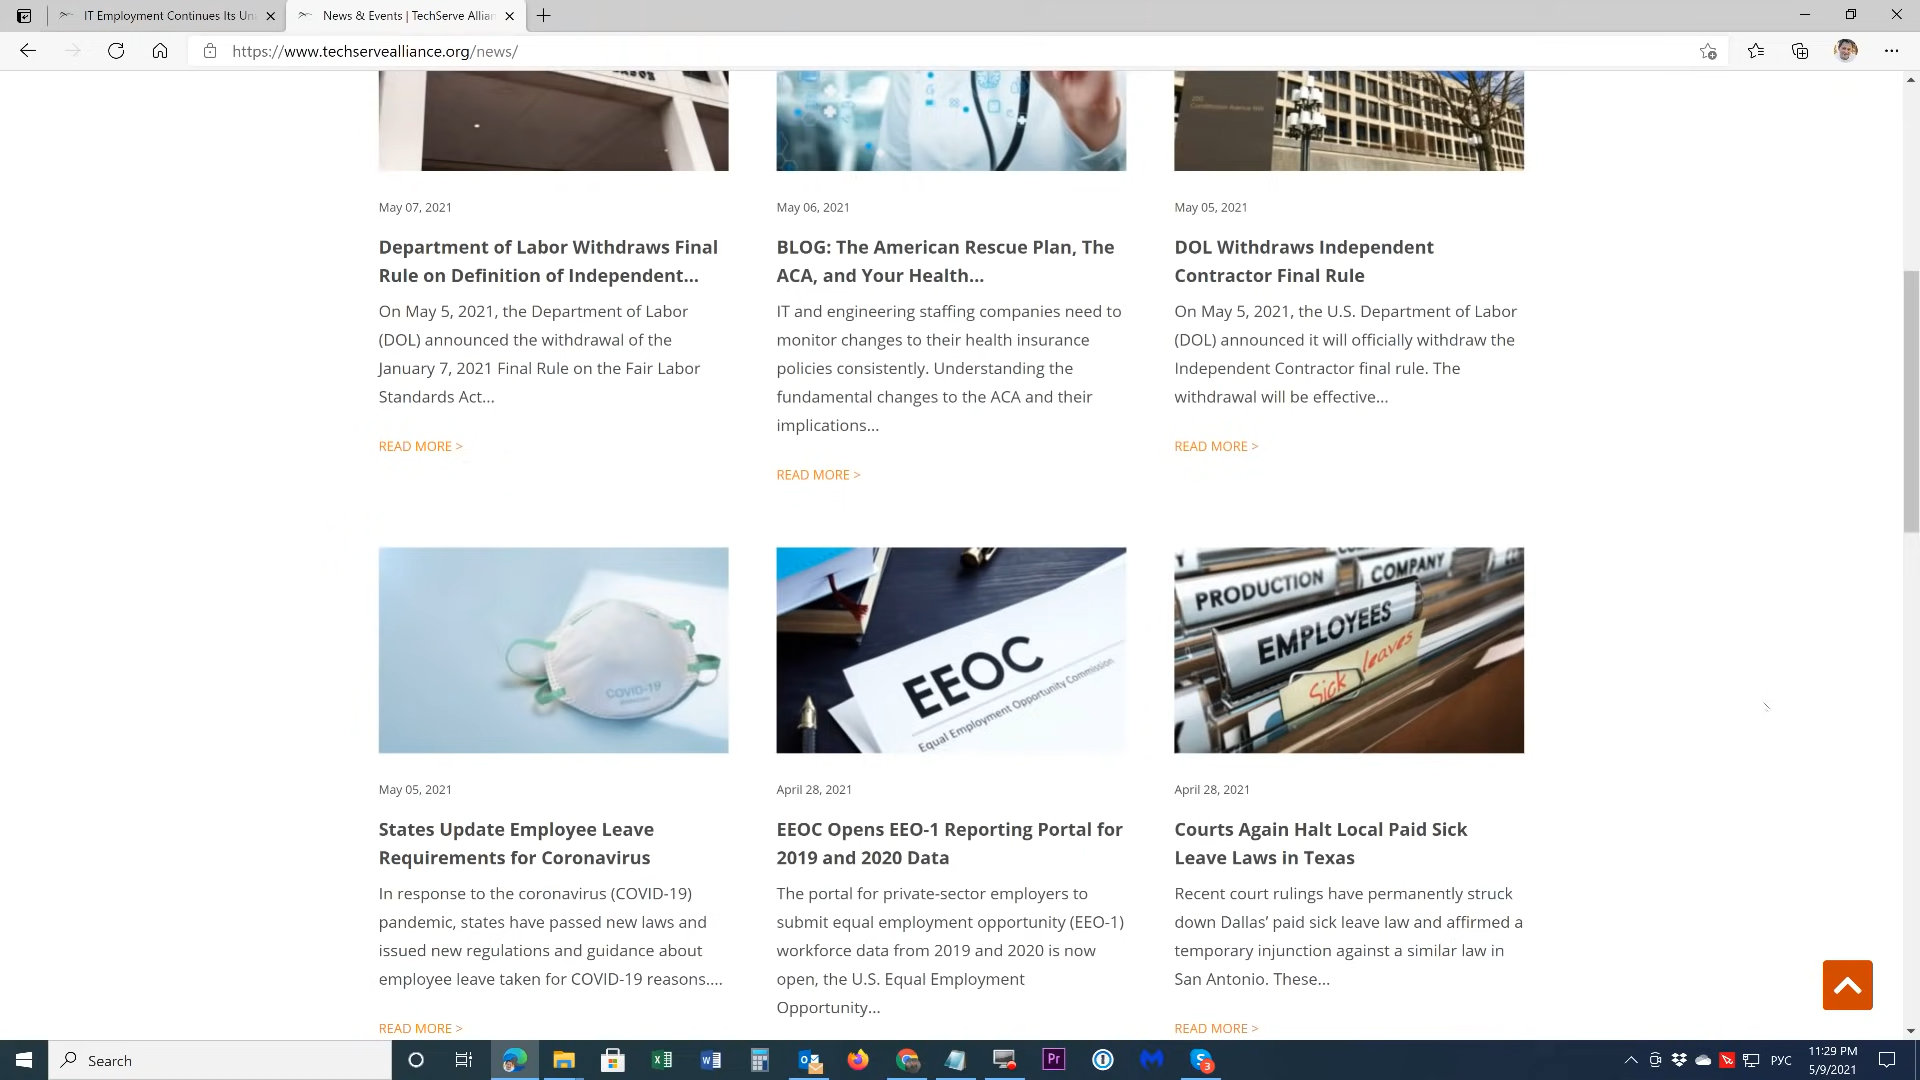 IT Employment Continues Its Un
News & Events | TechServe Allian
https://www.techservealliance.org/news/
LABOR
200
Constitution Avenue NW
May 07, 2021
May 06, 2021
May 05, 2021
Department of Labor Withdraws Final
Rule on Definition of Independent...
BLOG: The American Rescue Plan, The
ACA, and Your Health...
DOL Withdraws Independent
Contractor Final Rule
On May 5, 2021, the Department of Labor
(DOL) announced the withdrawal of the
January 7, 2021 Final Rule on the Fair Labor
Standards Act...
IT and engineering staffing companies need to
monitor changes to their health insurance
policies consistently. Understanding the
fundamental changes to the ACA and their
implications...
On May 5, 2021, the U.S. Department of Labor
(DOL) announced it will officially withdraw the
Independent Contractor final rule. The
withdrawal will be effective...
READ MORE >
READ MORE >
READ MORE >
COVID-19
EEOC
Equal Employment Opportunity Commission
PRODUCTION
COMPANY
EMPLOYEES
Sick leaves
May 05, 2021
April 28, 2021
April 28, 2021
States Update Employee Leave
Requirements for Coronavirus
EEOC Opens EEO-1 Reporting Portal for
2019 and 2020 Data
Courts Again Halt Local Paid Sick
Leave Laws in Texas
In response to the coronavirus (COVID-19)
pandemic, states have passed new laws and
issued new regulations and guidance about
employee leave taken for COVID-19 reasons....
The portal for private-sector employers to
submit equal employment opportunity (EEO-1)
workforce data from 2019 and 2020 is now
open, the U.S. Equal Employment
Opportunity...
Recent court rulings have permanently struck
down Dallas’ paid sick leave law and affirmed a
temporary injunction against a similar law in
San Antonio. These...
READ MORE >
READ MORE >
Search
Pr
3
РУС
11:29 PM
5/9/2021